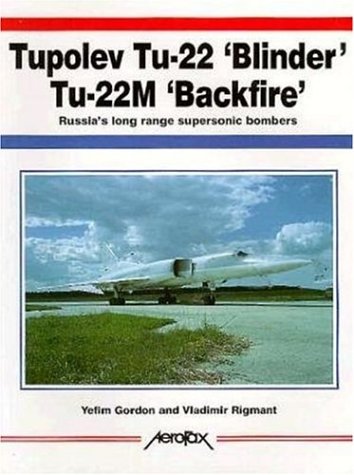 Tupolev Tu-22 'Blinder'
Tu-22M 'Backfire'
Russia's long range supersonic bombers
Yefim Gordon and Vladimir Rigmant
Aerofax